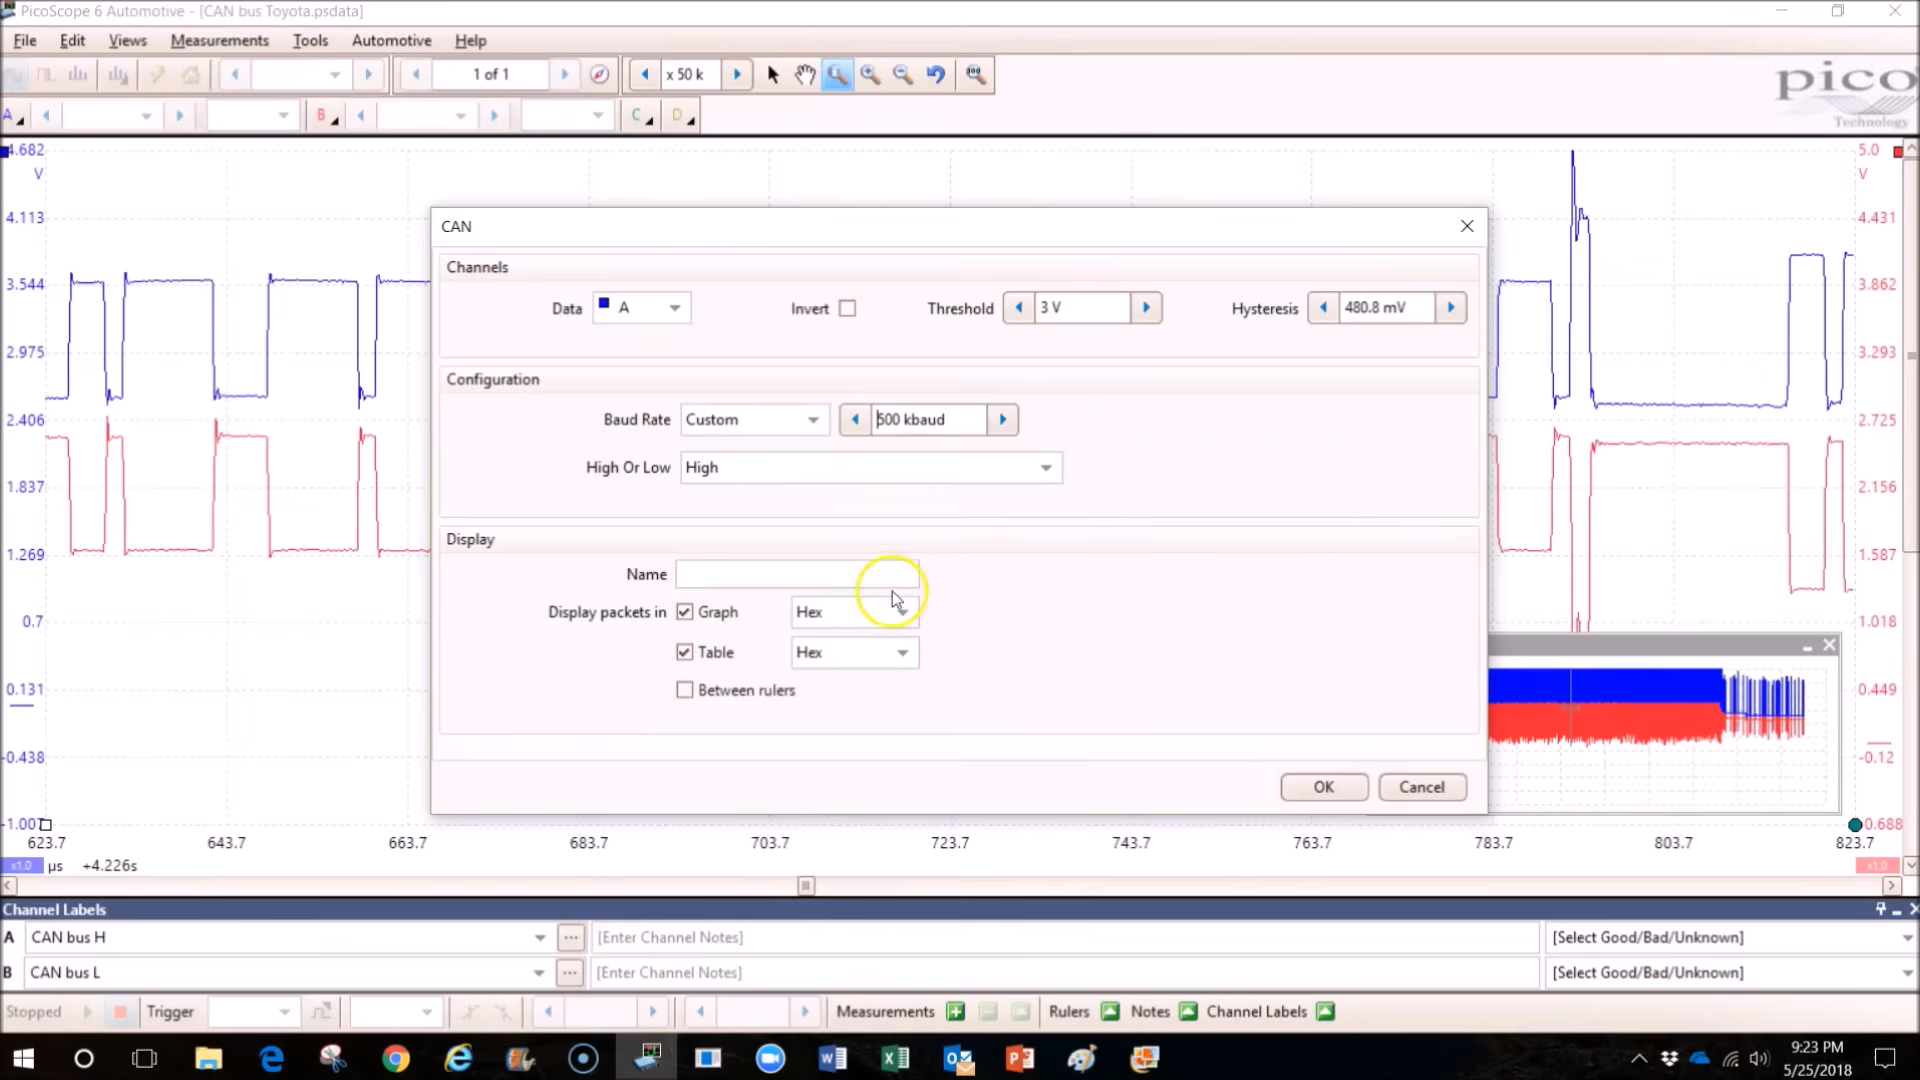 PicoScope 6 Automotive - [CAN bus Toyota.psdata]
File Edit Views Measurements Tools Automotive Help
1 of 1 x 50 k
pico
Technology
A B C D
4.682 5.0
V V
4.113 4.431
3.544 3.862
2.975 3.293
2.406 2.725
1.837 2.156
1.269 1.587
0.7 1.018
0.131 0.449
-0.438 -0.12
-1.007 -0.688
CAN
Channels
Data A Invert Threshold 3 V Hysteresis 480.8 mV
Configuration
Baud Rate Custom 500 kbaud
High Or Low High
Display
Name
Display packets in Graph Hex
Table Hex
Between rulers
OK Cancel
623.7 643.7 663.7 683.7 703.7 723.7 743.7 763.7 783.7 803.7 823.7
x1.0 µs +4.226s x1.0
Channel Labels
A CAN bus H ... [Enter Channel Notes] [Select Good/Bad/Unknown]
B CAN bus L ... [Enter Channel Notes] [Select Good/Bad/Unknown]
Stopped Trigger Measurements Rulers Notes Channel Labels
9:23 PM
5/25/2018